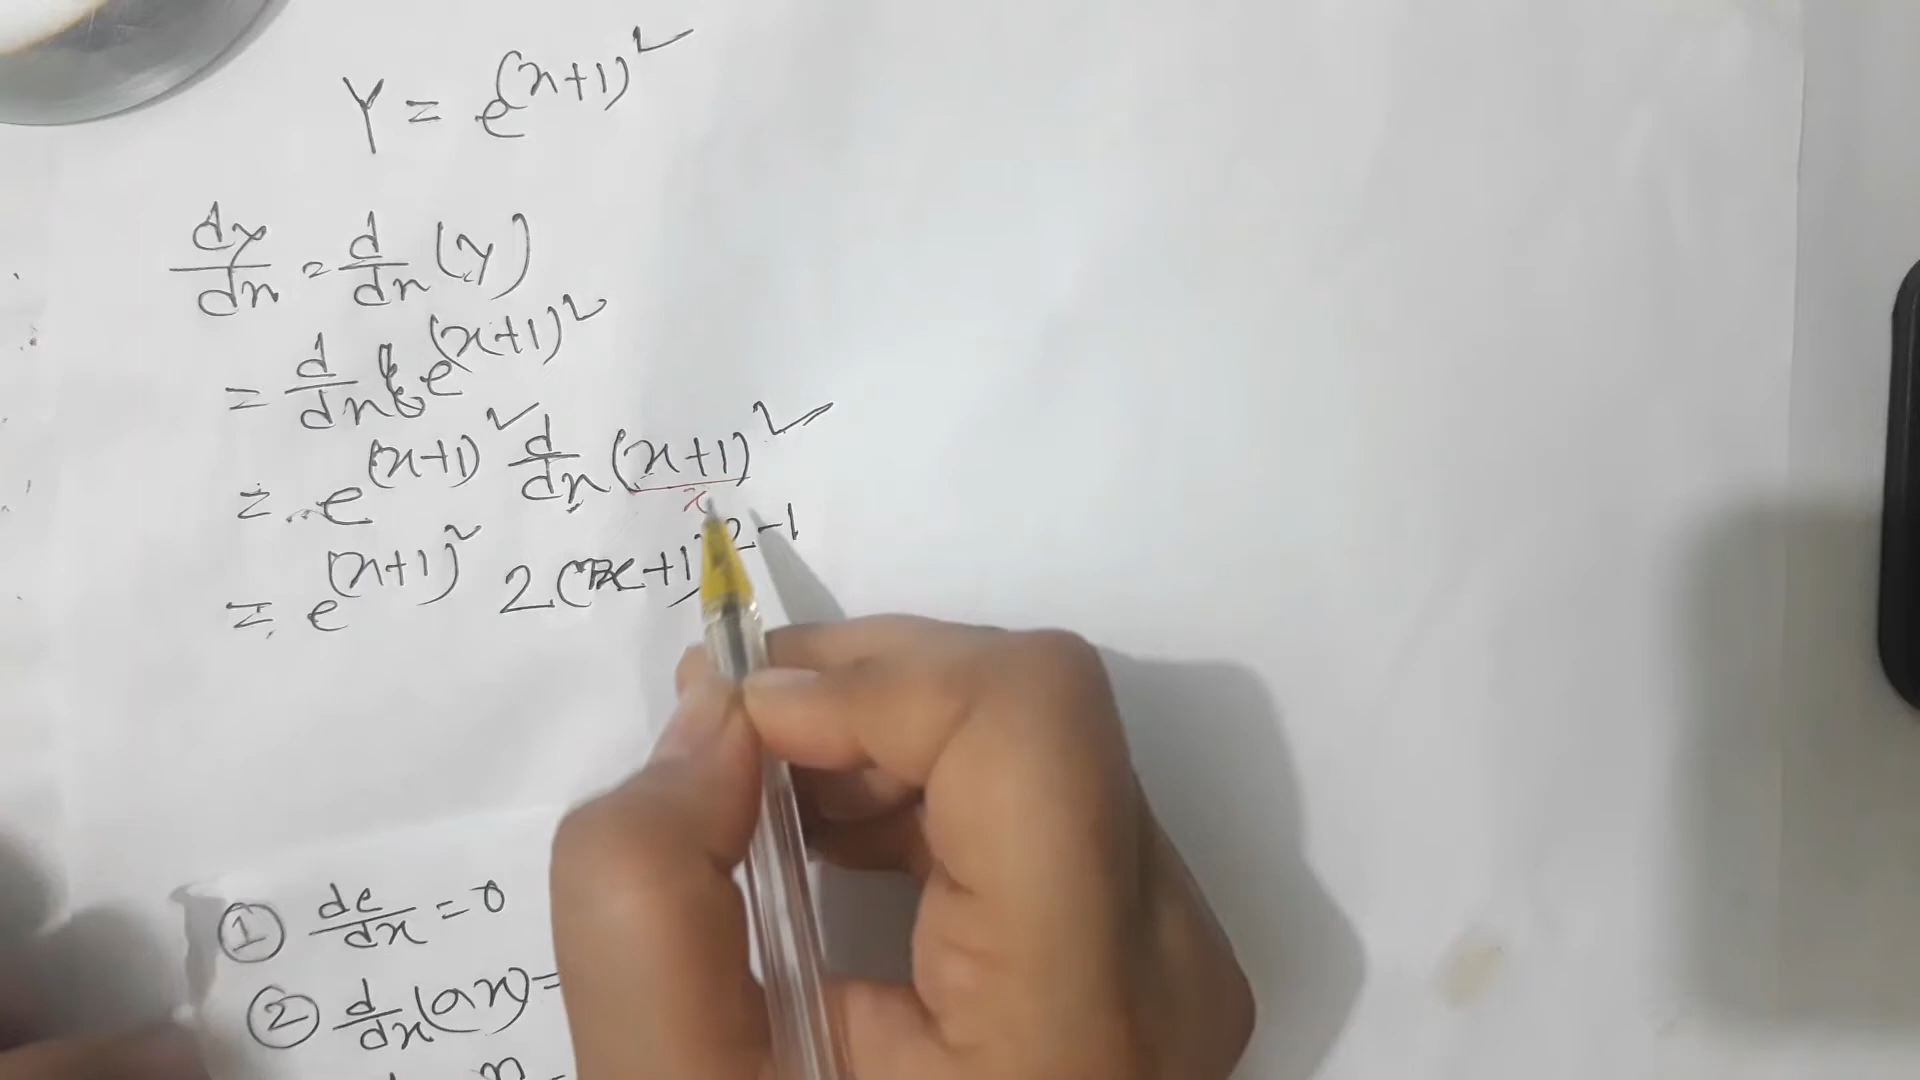 Y = e^(x+1)^2
dy/dx = d/dx (y)
= d/dx e^(x+1)^2
= e^(x+1)^2 d/dx (x+1)^2
x
= e^(x+1)^2 2(x+1)^2-1
① dc/dx = 0
② d/dx (ax) =